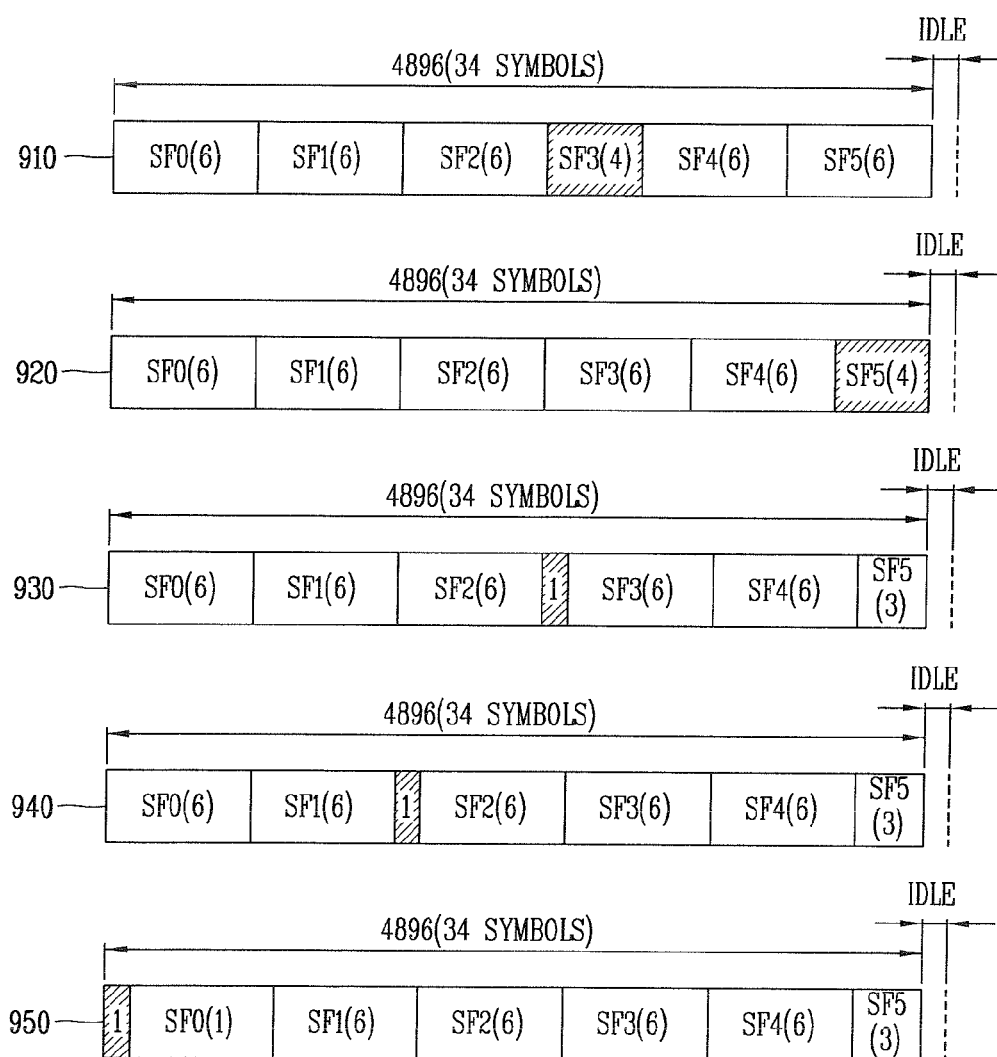 IDLE
4896(34 SYMBOLS)
910 SF0(6) SF1(6) SF2(6) SF3(4) SF4(6) SF5(6)
IDLE
4896(34 SYMBOLS)
920 SF0(6) SF1(6) SF2(6) SF3(6) SF4(6) SF5(4)
IDLE
4896(34 SYMBOLS)
930 SF0(6) SF1(6) SF2(6) 1 SF3(6) SF4(6) SF5 (3)
IDLE
4896(34 SYMBOLS)
940 SF0(6) SF1(6) 1 SF2(6) SF3(6) SF4(6) SF5 (3)
IDLE
4896(34 SYMBOLS)
950 1 SF0(1) SF1(6) SF2(6) SF3(6) SF4(6) SF5 (3)